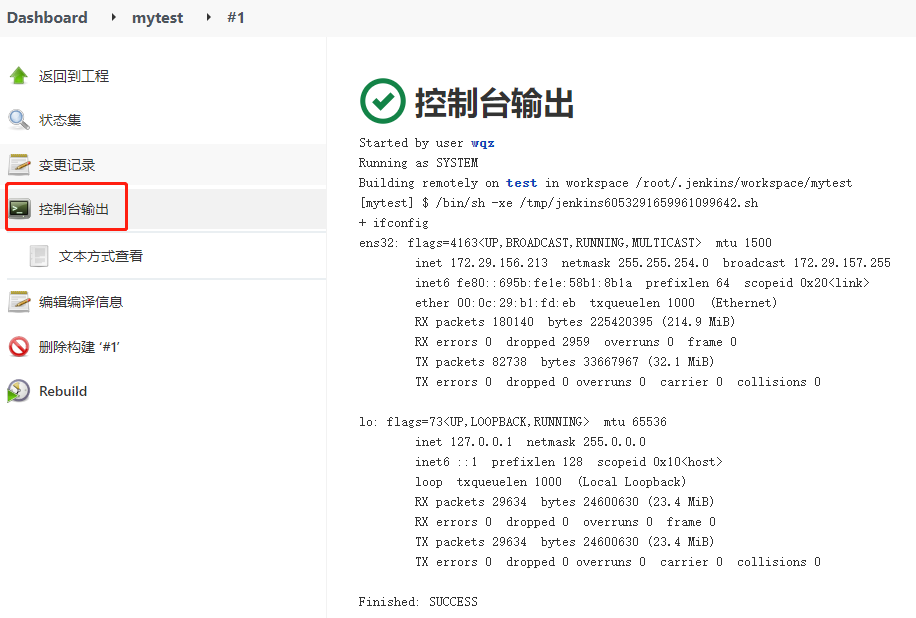 Dashboard mytest #1
返回到工程
状态集
变更记录
控制台输出
文本方式查看
编辑编译信息
删除构建 ‘#1’
Rebuild
控制台输出
Started by user wqz
Running as SYSTEM
Building remotely on test in workspace /root/.jenkins/workspace/mytest
[mytest] $ /bin/sh -xe /tmp/jenkins6053291659961099642.sh
+ ifconfig
ens32: flags=4163<UP,BROADCAST,RUNNING,MULTICAST>  mtu 1500
        inet 172.29.156.213  netmask 255.255.254.0  broadcast 172.29.157.255
        inet6 fe80::695b:fe1e:58b1:8b1a  prefixlen 64  scopeid 0x20<link>
        ether 00:0c:29:b1:fd:eb  txqueuelen 1000  (Ethernet)
        RX packets 180140  bytes 225420395 (214.9 MiB)
        RX errors 0  dropped 2959  overruns 0  frame 0
        TX packets 82738  bytes 33667967 (32.1 MiB)
        TX errors 0  dropped 0 overruns 0  carrier 0  collisions 0
lo: flags=73<UP,LOOPBACK,RUNNING>  mtu 65536
        inet 127.0.0.1  netmask 255.0.0.0
        inet6 ::1  prefixlen 128  scopeid 0x10<host>
        loop  txqueuelen 1000  (Local Loopback)
        RX packets 29634  bytes 24600630 (23.4 MiB)
        RX errors 0  dropped 0  overruns 0  frame 0
        TX packets 29634  bytes 24600630 (23.4 MiB)
        TX errors 0  dropped 0 overruns 0  carrier 0  collisions 0
Finished: SUCCESS